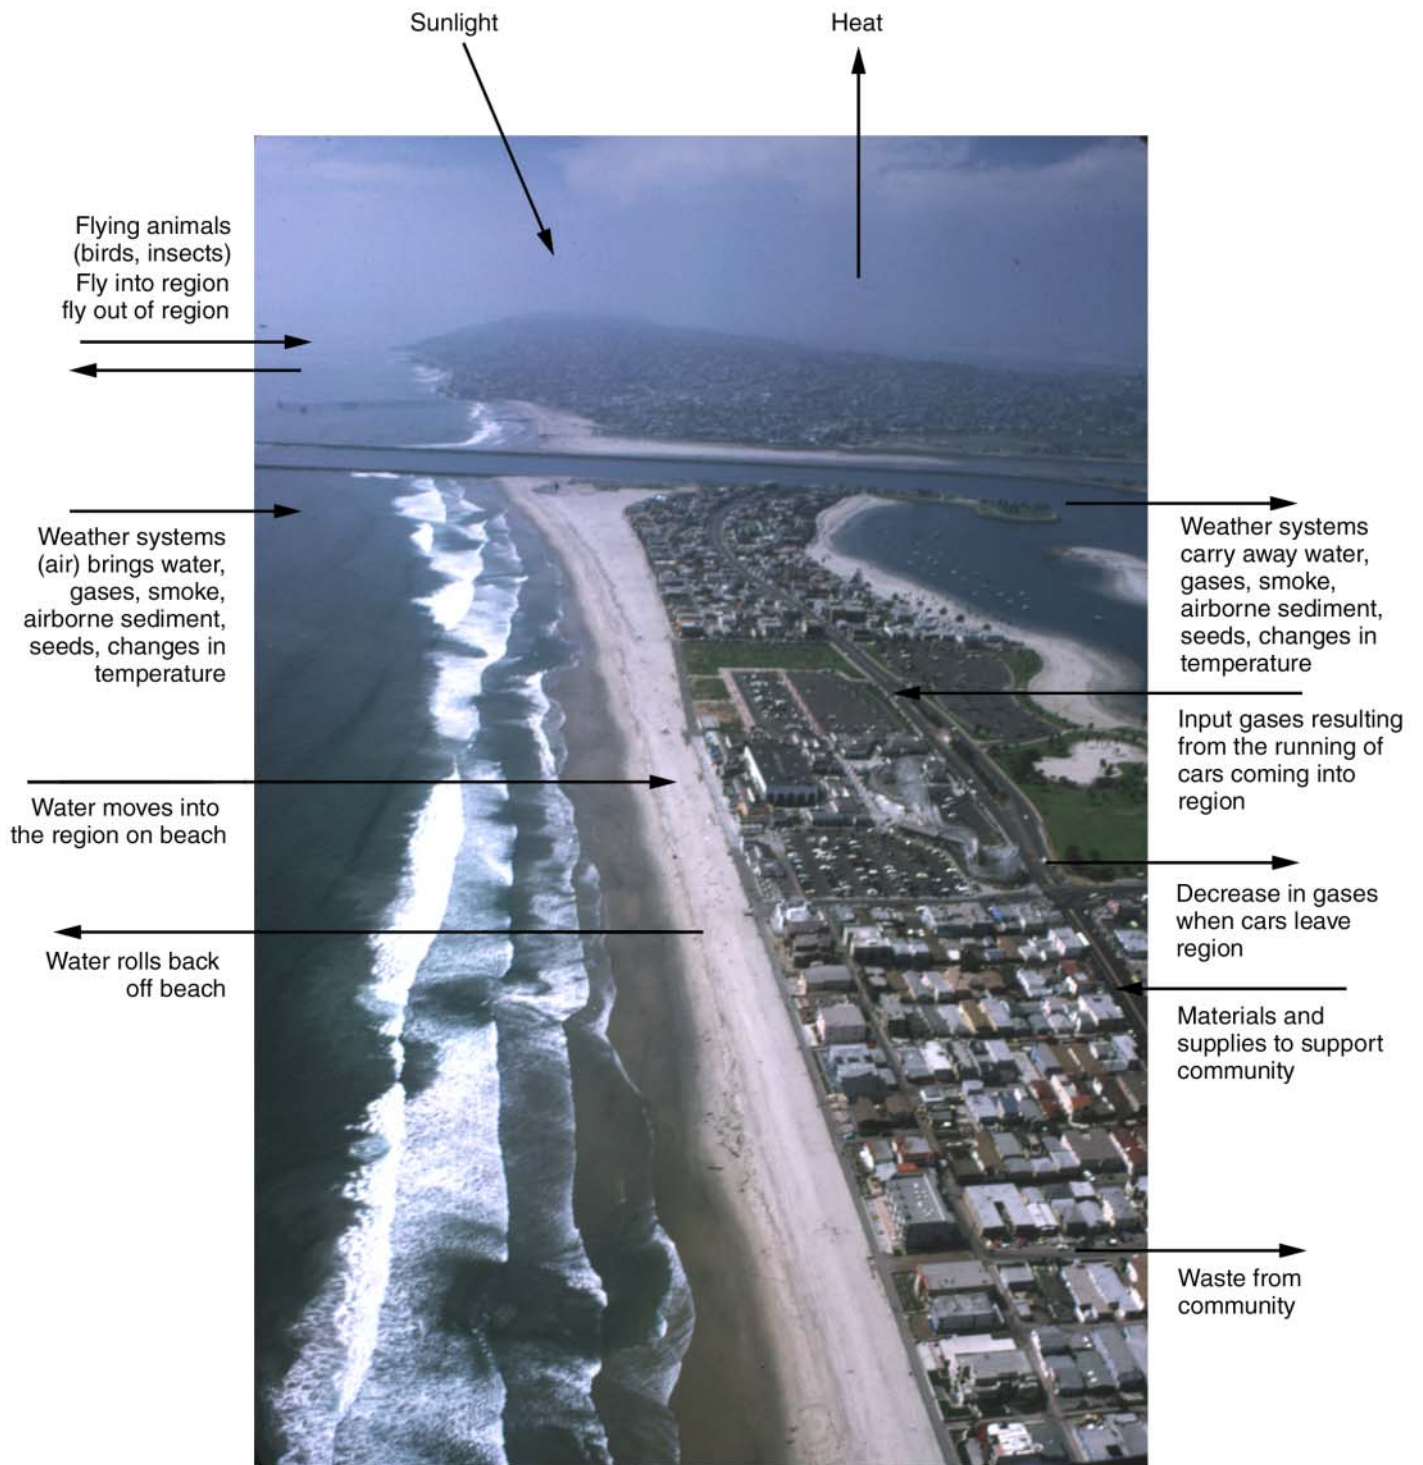 Sunlight
Heat
Flying animals
(birds, insects)
Fly into region
fly out of region
Weather systems
(air) brings water,
gases, smoke,
airborne sediment,
seeds, changes in
temperature
Weather systems
carry away water,
gases, smoke,
airborne sediment,
seeds, changes in
temperature
Input gases resulting
from the running of
cars coming into
region
Water moves into
the region on beach
Decrease in gases
when cars leave
region
Water rolls back
off beach
Materials and
supplies to support
community
Waste from
community